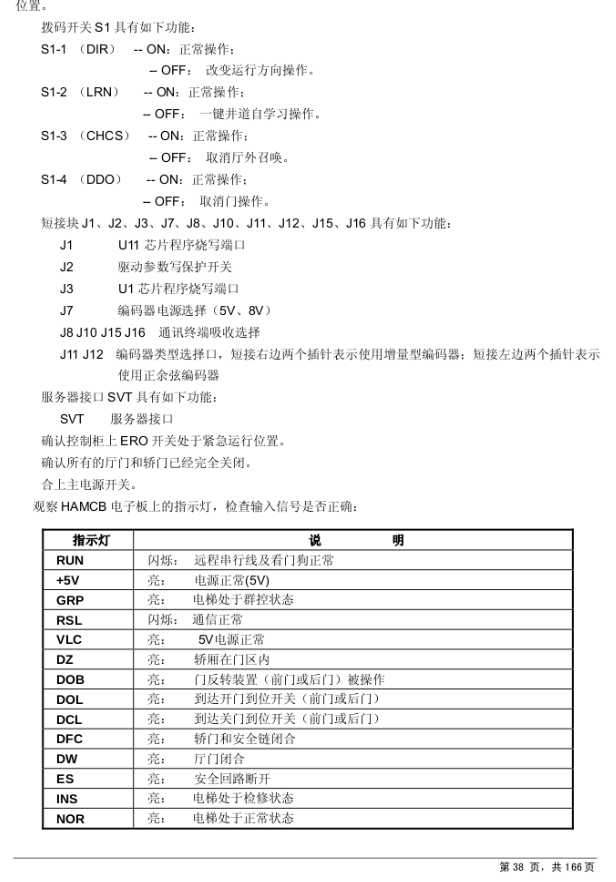 位置。
拨码开关 S1 具有如下功能：
S1-1 （DIR） -- ON：正常操作；
-- OFF： 改变运行方向操作。
S1-2 （LRN） -- ON：正常操作；
-- OFF： 一键井道自学习操作。
S1-3 （CHCS） -- ON：正常操作；
-- OFF： 取消厅外召唤。
S1-4 （DDO） -- ON：正常操作；
-- OFF： 取消门操作。
短接块 J1、J2、J3、J7、J8、J10、J11、J12、J15、J16 具有如下功能：
J1 U11 芯片程序烧写端口
J2 驱动参数写保护开关
J3 U1 芯片程序烧写端口
J7 编码器电源选择（5V、8V）
J8 J10 J15 J16 通讯终端吸收选择
J11 J12 编码器类型选择口，短接右边两个插针表示使用增量型编码器；短接左边两个插针表示
使用正余弦编码器
服务器接口 SVT 具有如下功能：
SVT 服务器接口
确认控制柜上 ERO 开关处于紧急运行位置。
确认所有的厅门和轿门已经完全关闭。
合上主电源开关。
观察 HAMCB 电子板上的指示灯，检查输入信号是否正确：
指示灯 说 明
RUN 闪烁： 远程串行线及看门狗正常
+5V 亮： 电源正常(5V)
GRP 亮： 电梯处于群控状态
RSL 闪烁： 通信正常
VLC 亮： 5V电源正常
DZ 亮： 轿厢在门区内
DOB 亮： 门反转装置（前门或后门）被操作
DOL 亮： 到达开门到位开关（前门或后门）
DCL 亮： 到达关门到位开关（前门或后门）
DFC 亮： 轿门和安全链闭合
DW 亮： 厅门闭合
ES 亮： 安全回路断开
INS 亮： 电梯处于检修状态
NOR 亮： 电梯处于正常状态
第 38 页，共 166 页